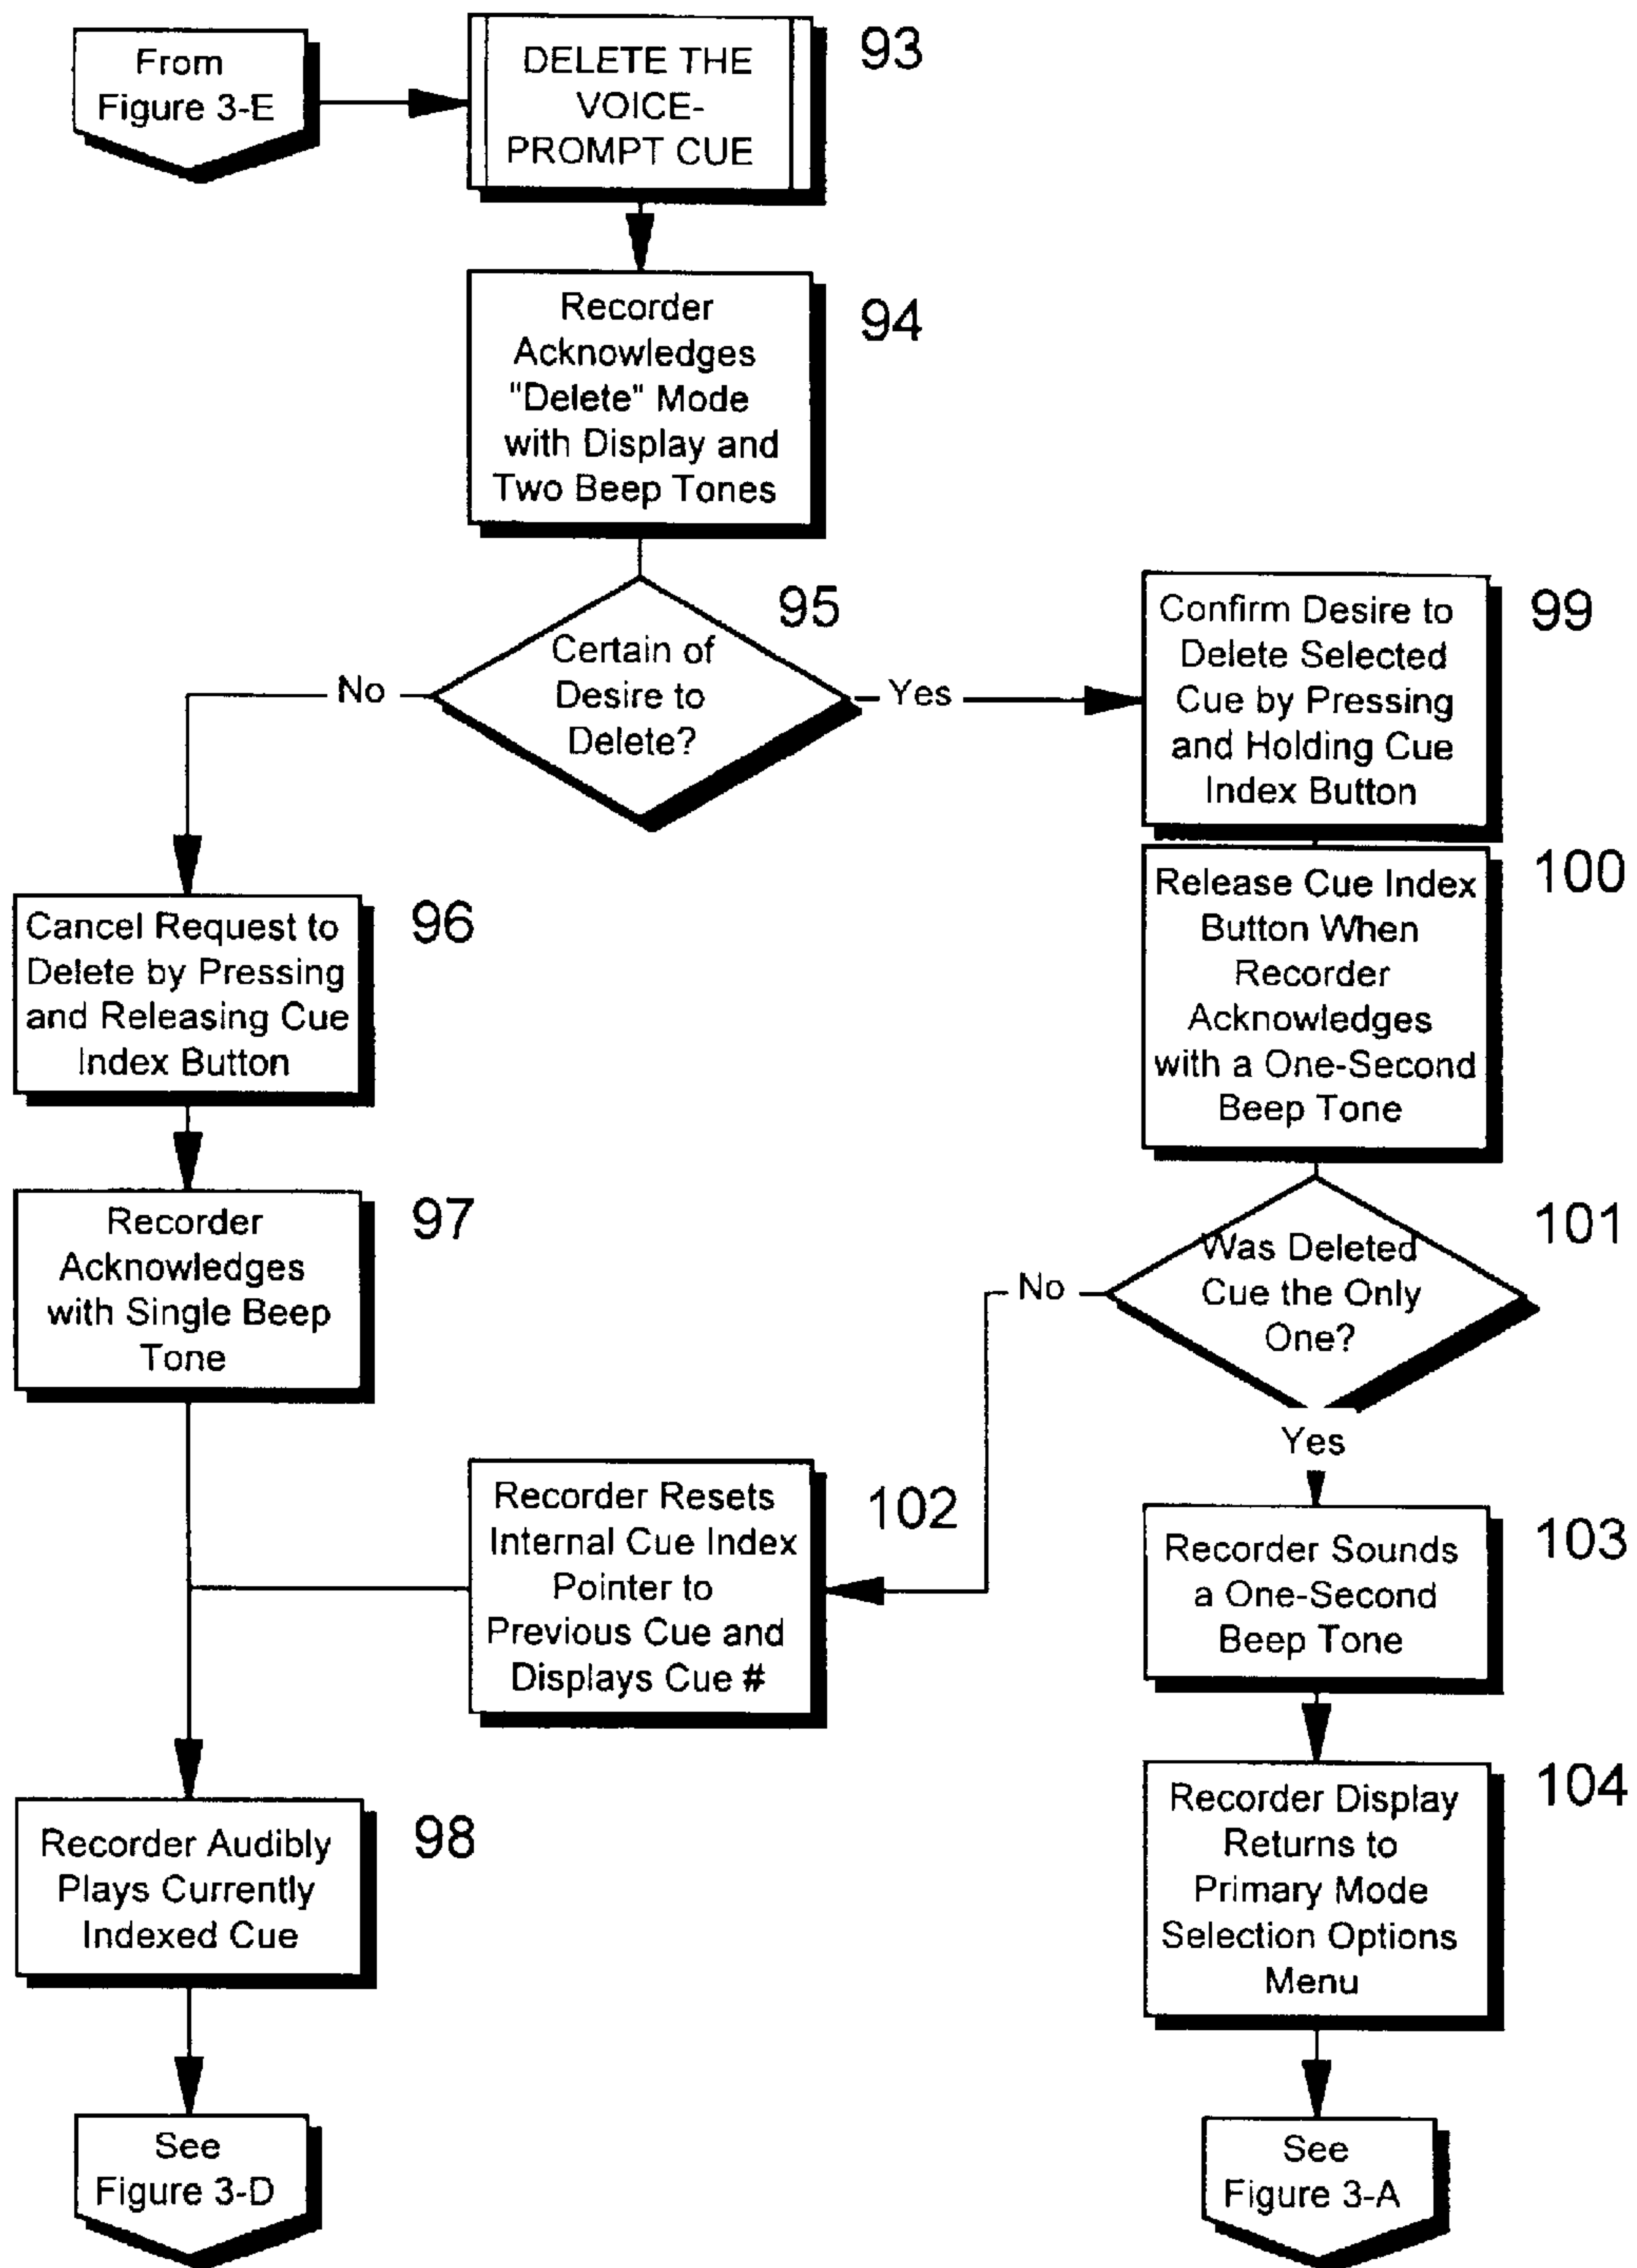 From
Figure 3-E
DELETE THE
VOICE-
PROMPT CUE
93
Recorder
Acknowledges
"Delete" Mode
with Display and
Two Beep Tones
94
Certain of
Desire to
Delete?
95
No
Yes
Confirm Desire to
Delete Selected
Cue by Pressing
and Holding Cue
Index Button
99
Cancel Request to
Delete by Pressing
and Releasing Cue
Index Button
96
Release Cue Index
Button When
Recorder
Acknowledges
with a One-Second
Beep Tone
100
Recorder
Acknowledges
with Single Beep
Tone
97
Was Deleted
Cue the Only
One?
101
No
Yes
Recorder Resets
Internal Cue Index
Pointer to
Previous Cue and
Displays Cue #
102
Recorder Sounds
a One-Second
Beep Tone
103
Recorder Audibly
Plays Currently
Indexed Cue
98
Recorder Display
Returns to
Primary Mode
Selection Options
Menu
104
See
Figure 3-D
See
Figure 3-A